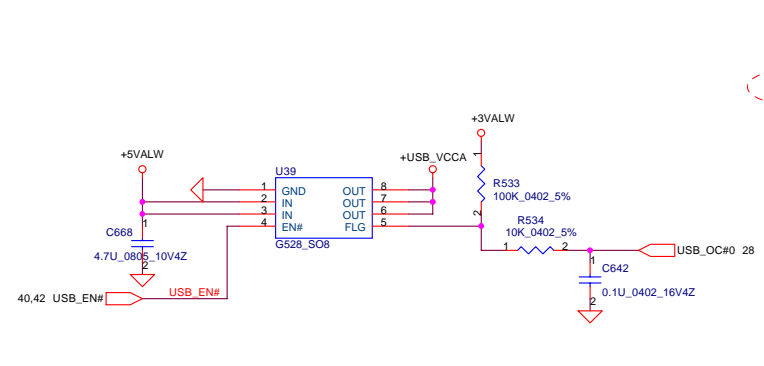 +3VALW
+5VALW
+USB_VCCA
1
U39
R533
100K_0402_5%
2
1 GND OUT 8
2 IN OUT 7
3 IN OUT 6
4 EN# FLG 5
G528_SO8
R534
10K_0402_5%
1 2
USB_OC#0 28
1
C668
4.7U_0805_10V4Z
2
1
C642
0.1U_0402_16V4Z
2
40,42 USB_EN#
USB_EN#